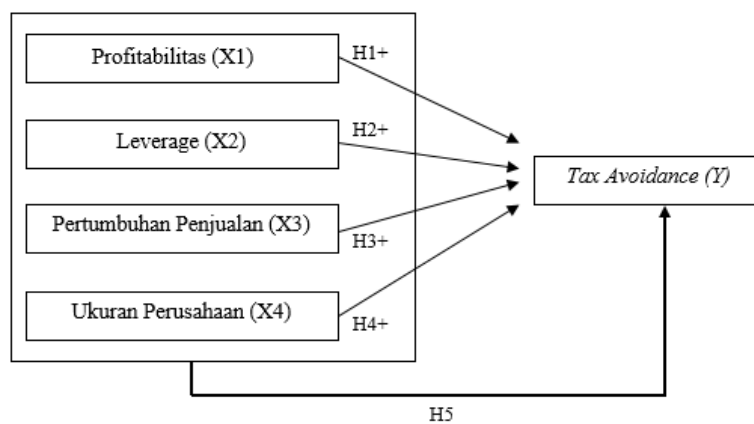 Profitabilitas (X1)
H1+
Leverage (X2)
H2+
Tax Avoidance (Y)
Pertumbuhan Penjualan (X3)
H3+
Ukuran Perusahaan (X4)
H4+
H5